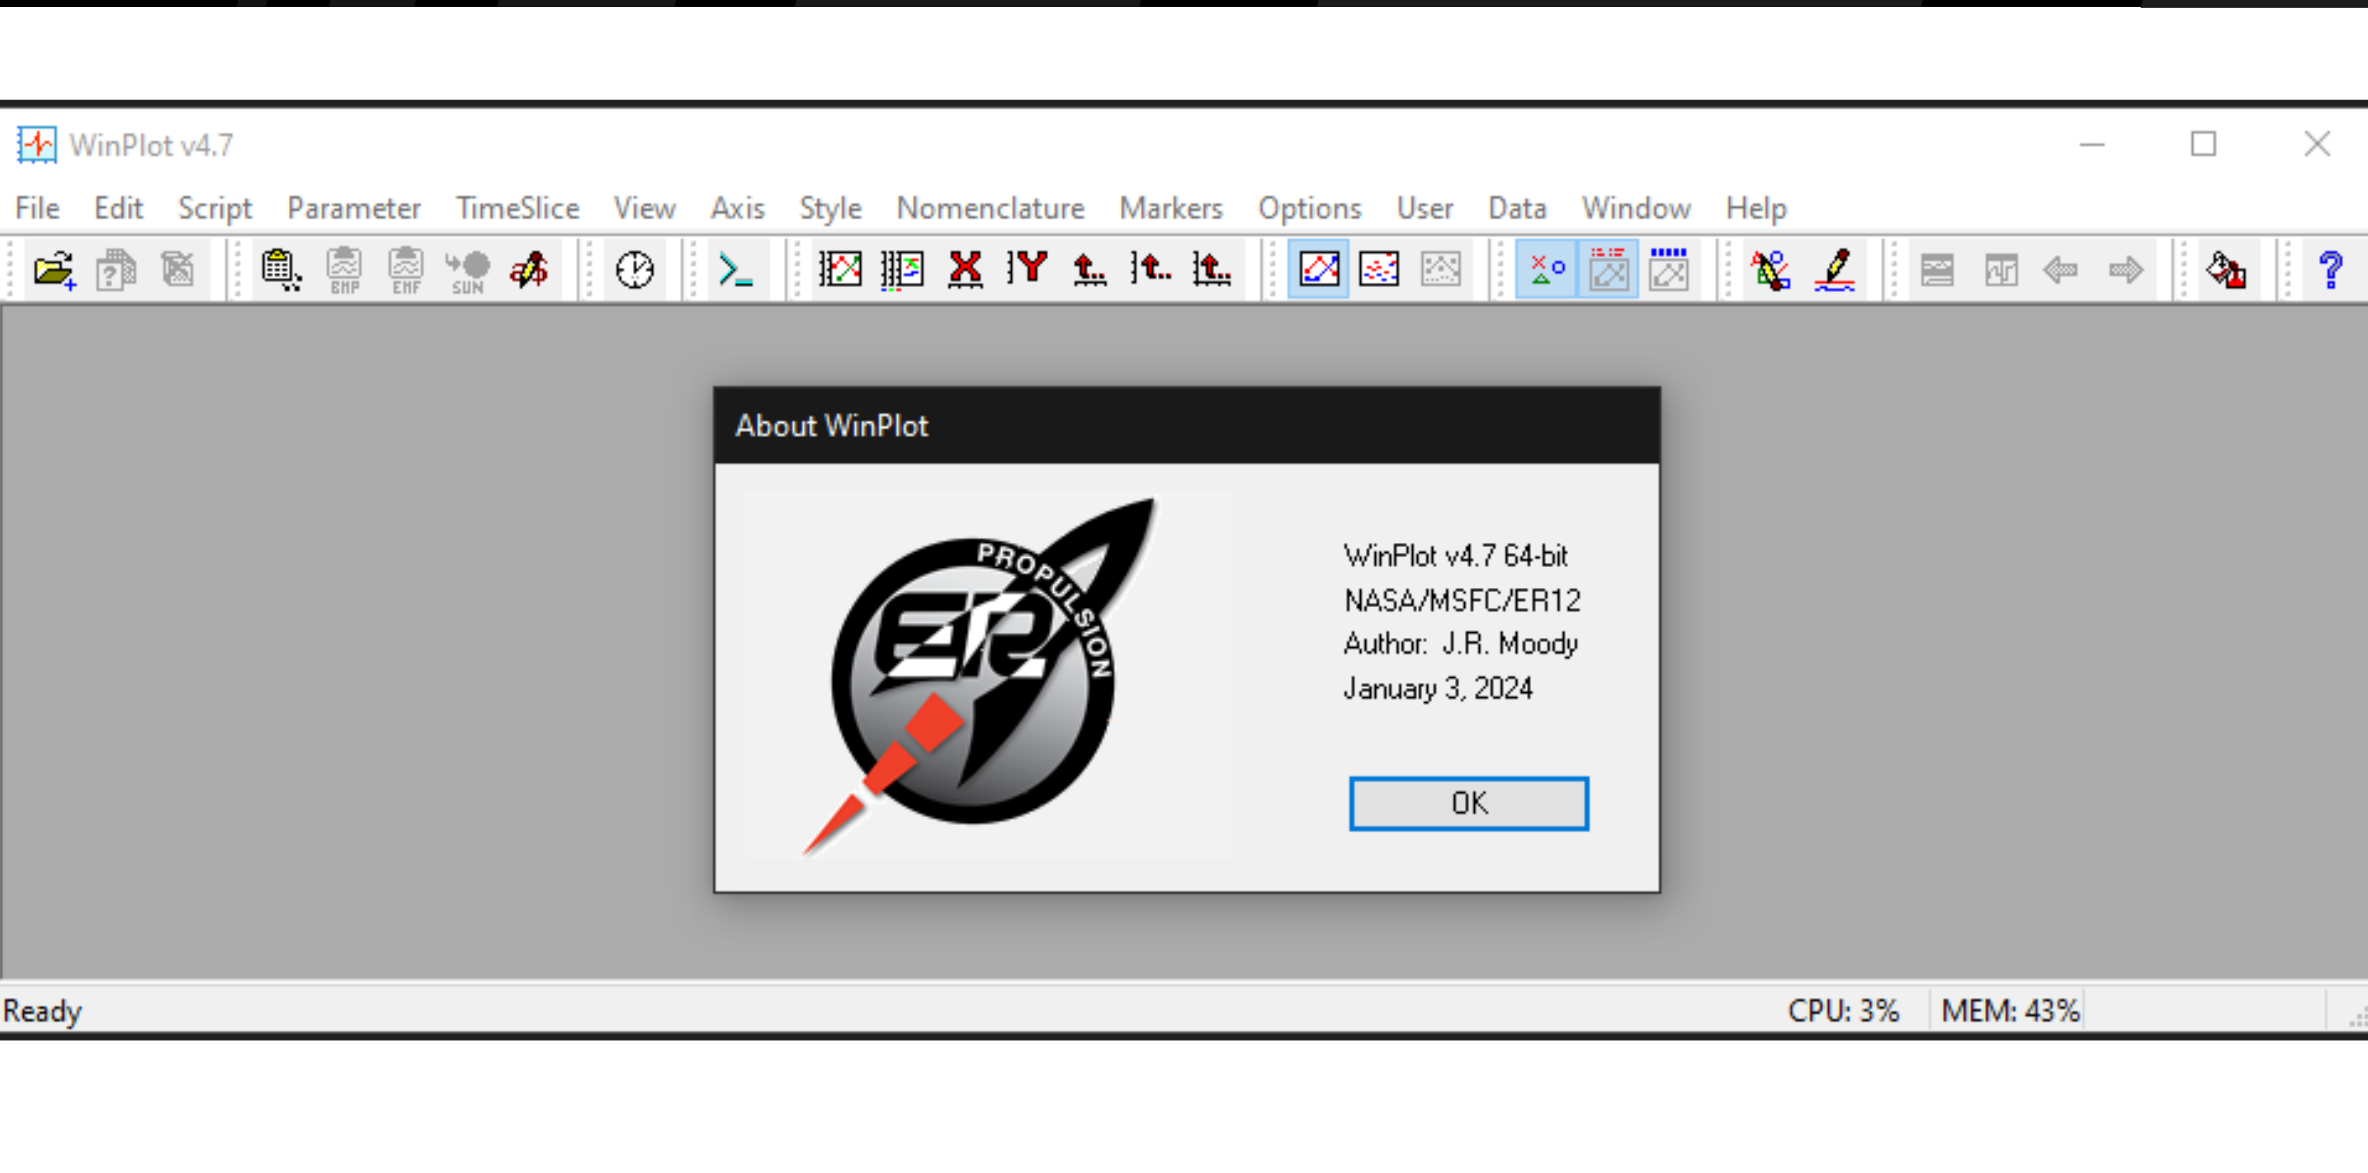 WinPlot v4.7
File Edit Script Parameter TimeSlice View Axis Style Nomenclature Markers Options User Data Window Help
BMP EMF SUN a$ X Y ?
About WinPlot
PROPULSION
ER
WinPlot v4.7 64-bit
NASA/MSFC/ER12
Author: J.R. Moody
January 3, 2024
OK
Ready CPU: 3% MEM: 43%